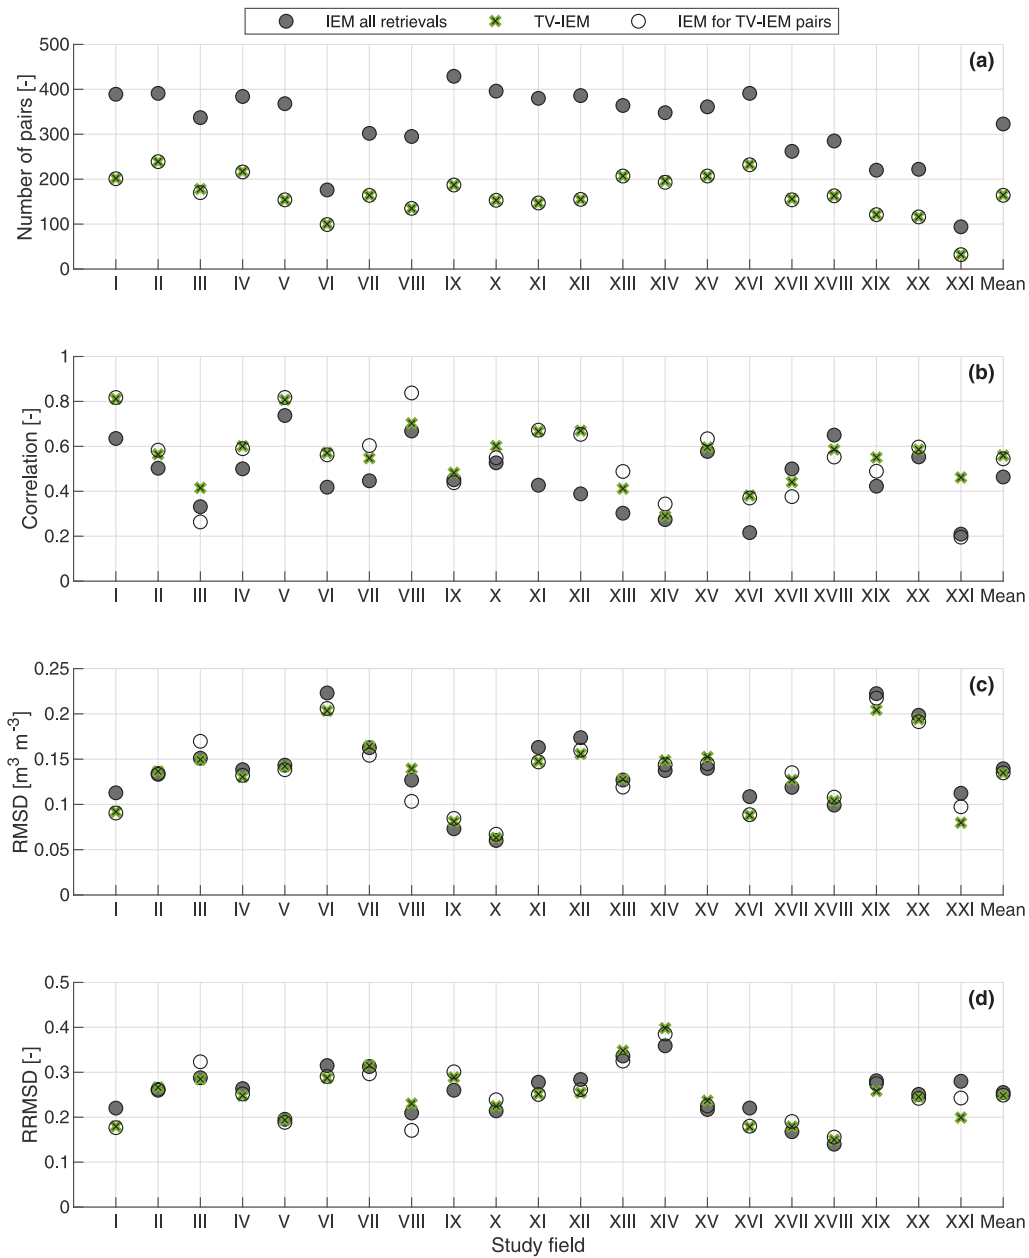 IEM all retrievals TV-IEM IEM for TV-IEM pairs
(a)
Number of pairs [-]
500
400
300
200
100
0
I II III IV V VI VII VIII IX X XI XII XIII XIV XV XVI XVII XVIII XIX XX XXI Mean
(b)
Correlation [-]
1
0.8
0.6
0.4
0.2
0
I II III IV V VI VII VIII IX X XI XII XIII XIV XV XVI XVII XVIII XIX XX XXI Mean
(c)
RMSD [m³ m⁻³]
0.25
0.2
0.15
0.1
0.05
0
I II III IV V VI VII VIII IX X XI XII XIII XIV XV XVI XVII XVIII XIX XX XXI Mean
(d)
RRMSD [-]
0.5
0.4
0.3
0.2
0.1
0
I II III IV V VI VII VIII IX X XI XII XIII XIV XV XVI XVII XVIII XIX XX XXI Mean
Study field